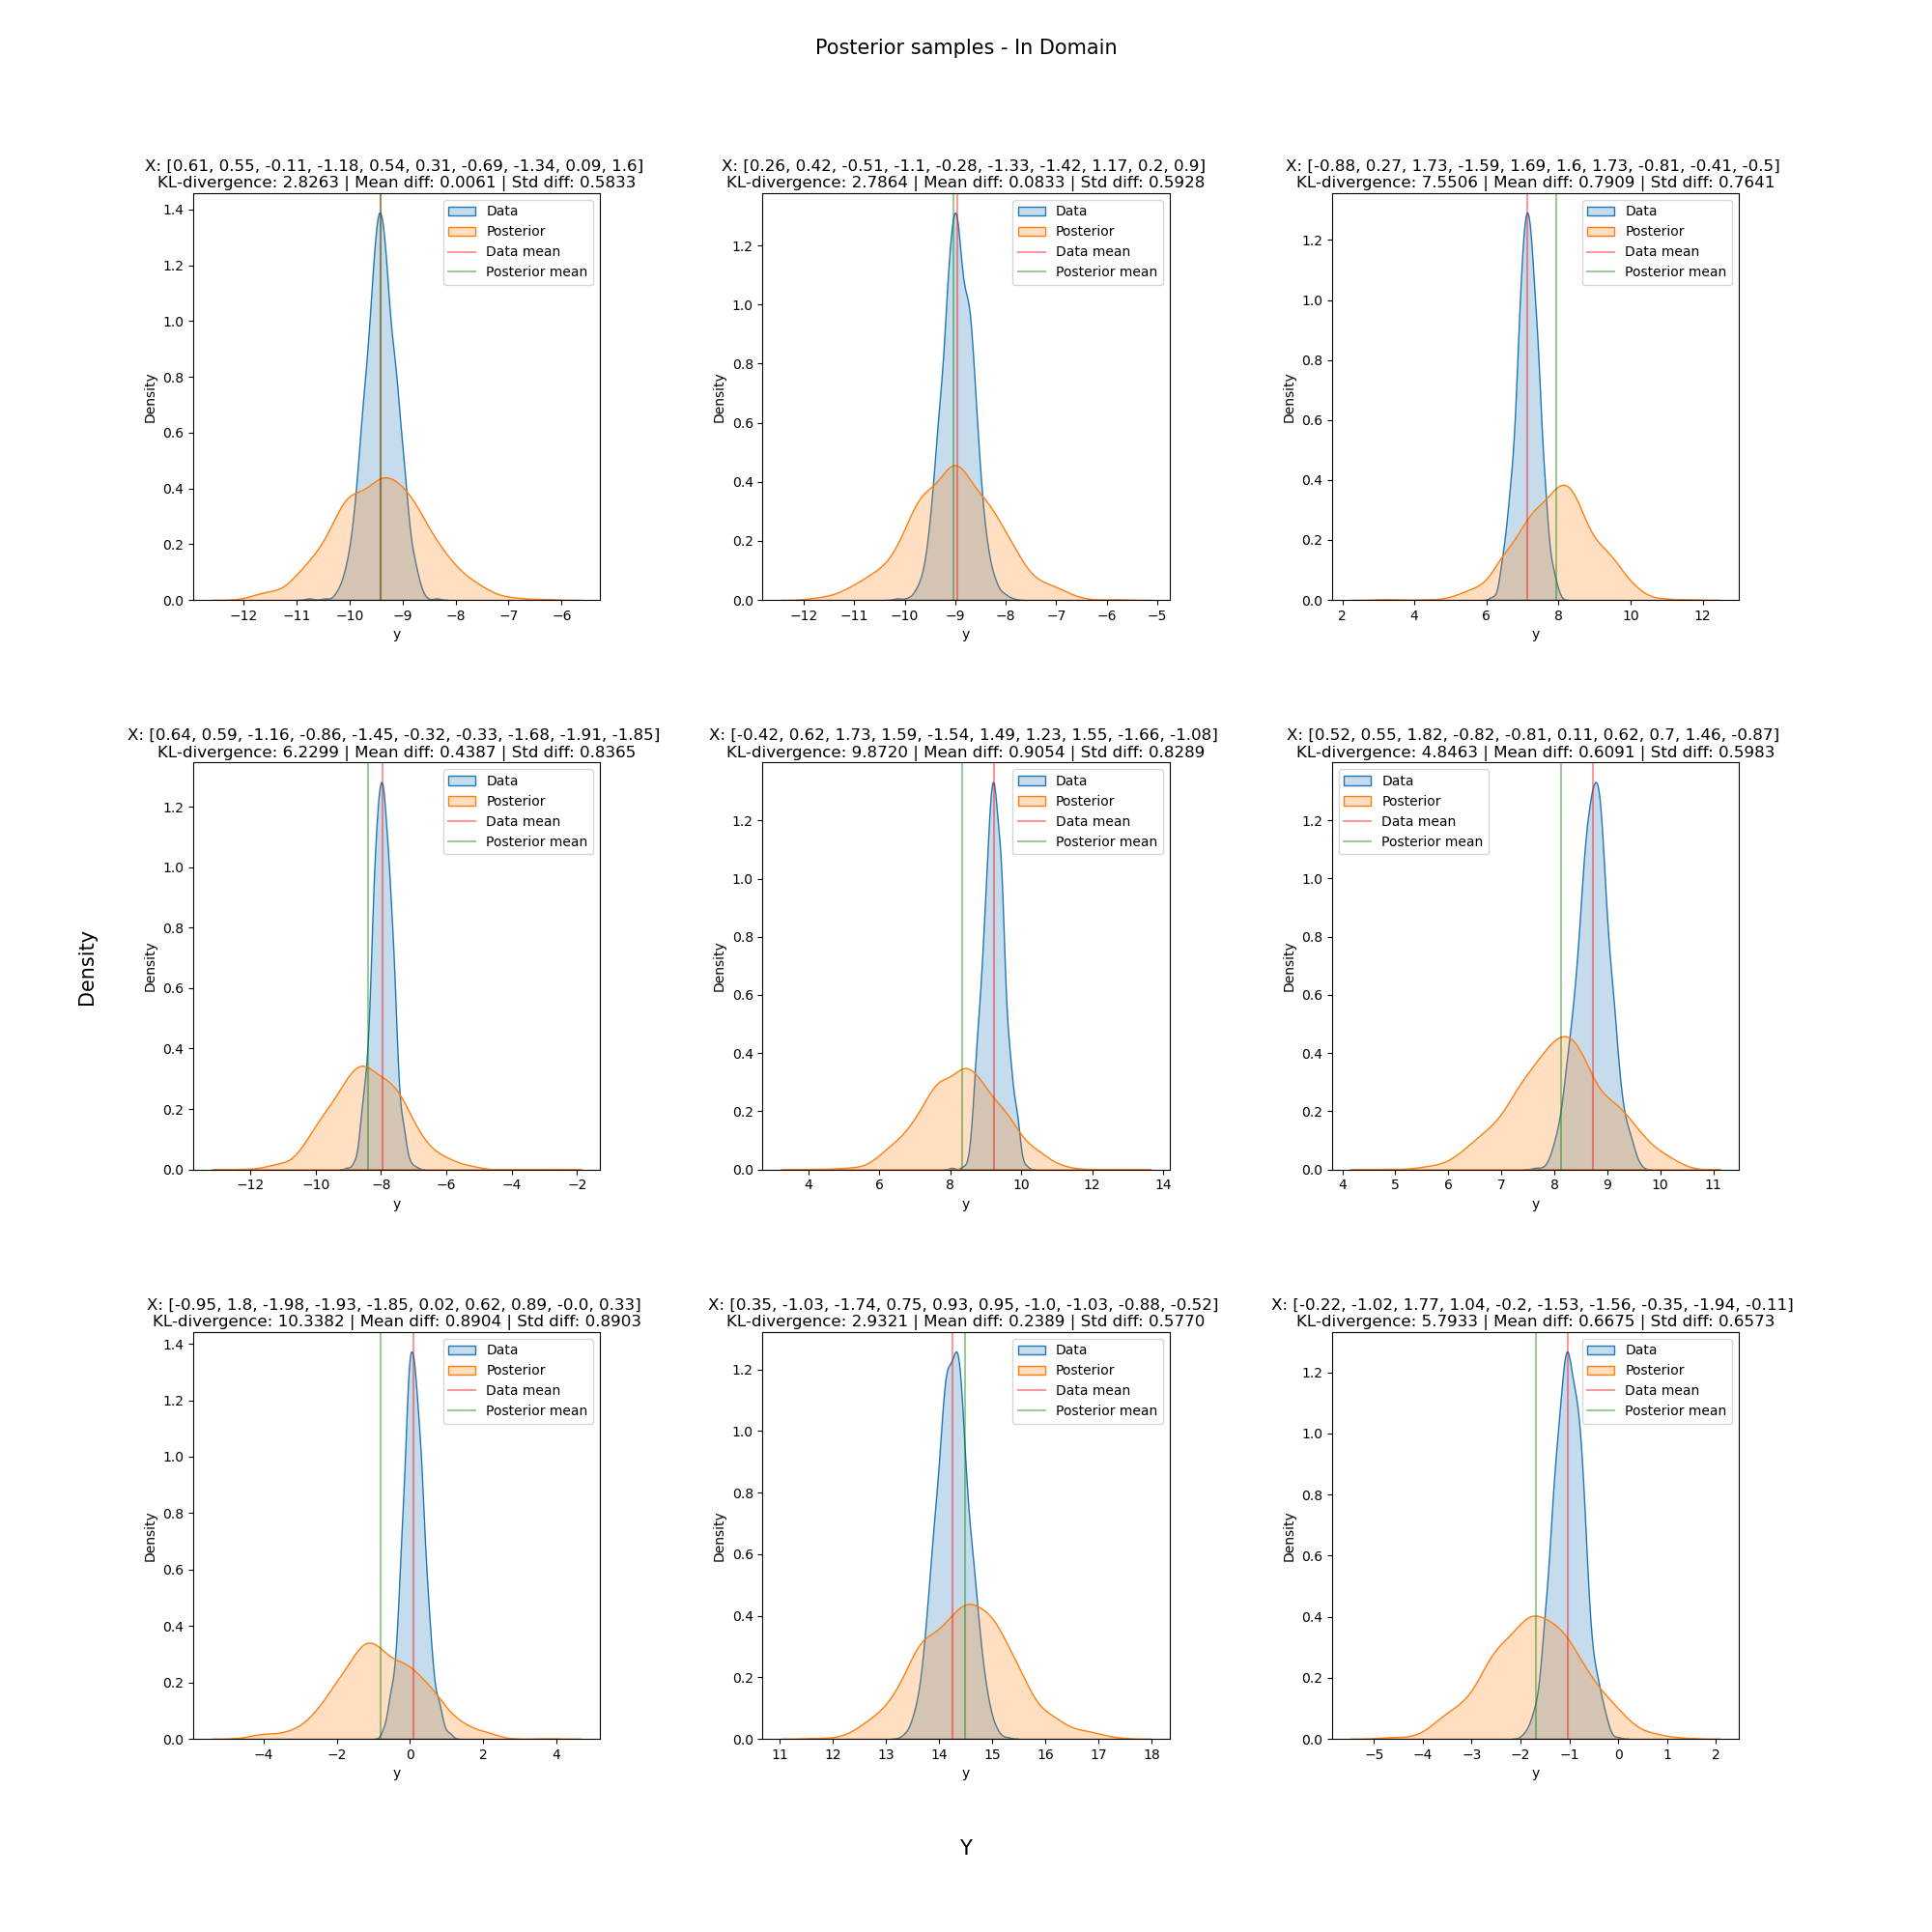 Posterior samples - In Domain
X: [0.61, 0.55, -0.11, -1.18, 0.54, 0.31, -0.69, -1.34, 0.09, 1.6]
KL-divergence: 2.8263 | Mean diff: 0.0061 | Std diff: 0.5833
1.4
1.2
1.0
0.8
0.6
0.4
0.2
0.0
Density
Data
Posterior
Data mean
Posterior mean
−12 −11 −10 −9 −8 −7 −6
y
X: [0.26, 0.42, -0.51, -1.1, -0.28, -1.33, -1.42, 1.17, 0.2, 0.9]
KL-divergence: 2.7864 | Mean diff: 0.0833 | Std diff: 0.5928
1.2
1.0
0.8
0.6
0.4
0.2
0.0
Density
Data
Posterior
Data mean
Posterior mean
−12 −11 −10 −9 −8 −7 −6 −5
y
X: [-0.88, 0.27, 1.73, -1.59, 1.69, 1.6, 1.73, -0.81, -0.41, -0.5]
KL-divergence: 7.5506 | Mean diff: 0.7909 | Std diff: 0.7641
1.2
1.0
0.8
0.6
0.4
0.2
0.0
Density
Data
Posterior
Data mean
Posterior mean
2 4 6 8 10 12
y
Density
X: [0.64, 0.59, -1.16, -0.86, -1.45, -0.32, -0.33, -1.68, -1.91, -1.85]
KL-divergence: 6.2299 | Mean diff: 0.4387 | Std diff: 0.8365
1.2
1.0
0.8
0.6
0.4
0.2
0.0
Density
Data
Posterior
Data mean
Posterior mean
−12 −10 −8 −6 −4 −2
y
X: [-0.42, 0.62, 1.73, 1.59, -1.54, 1.49, 1.23, 1.55, -1.66, -1.08]
KL-divergence: 9.8720 | Mean diff: 0.9054 | Std diff: 0.8289
1.2
1.0
0.8
0.6
0.4
0.2
0.0
Density
Data
Posterior
Data mean
Posterior mean
4 6 8 10 12 14
y
X: [0.52, 0.55, 1.82, -0.82, -0.81, 0.11, 0.62, 0.7, 1.46, -0.87]
KL-divergence: 4.8463 | Mean diff: 0.6091 | Std diff: 0.5983
1.2
1.0
0.8
0.6
0.4
0.2
0.0
Density
Data
Posterior
Data mean
Posterior mean
4 5 6 7 8 9 10 11
y
X: [-0.95, 1.8, -1.98, -1.93, -1.85, 0.02, 0.62, 0.89, -0.0, 0.33]
KL-divergence: 10.3382 | Mean diff: 0.8904 | Std diff: 0.8903
1.4
1.2
1.0
0.8
0.6
0.4
0.2
0.0
Density
Data
Posterior
Data mean
Posterior mean
−4 −2 0 2 4
y
X: [0.35, -1.03, -1.74, 0.75, 0.93, 0.95, -1.0, -1.03, -0.88, -0.52]
KL-divergence: 2.9321 | Mean diff: 0.2389 | Std diff: 0.5770
1.2
1.0
0.8
0.6
0.4
0.2
0.0
Density
Data
Posterior
Data mean
Posterior mean
11 12 13 14 15 16 17 18
y
X: [-0.22, -1.02, 1.77, 1.04, -0.2, -1.53, -1.56, -0.35, -1.94, -0.11]
KL-divergence: 5.7933 | Mean diff: 0.6675 | Std diff: 0.6573
1.2
1.0
0.8
0.6
0.4
0.2
0.0
Density
Data
Posterior
Data mean
Posterior mean
−5 −4 −3 −2 −1 0 1 2
y
Y